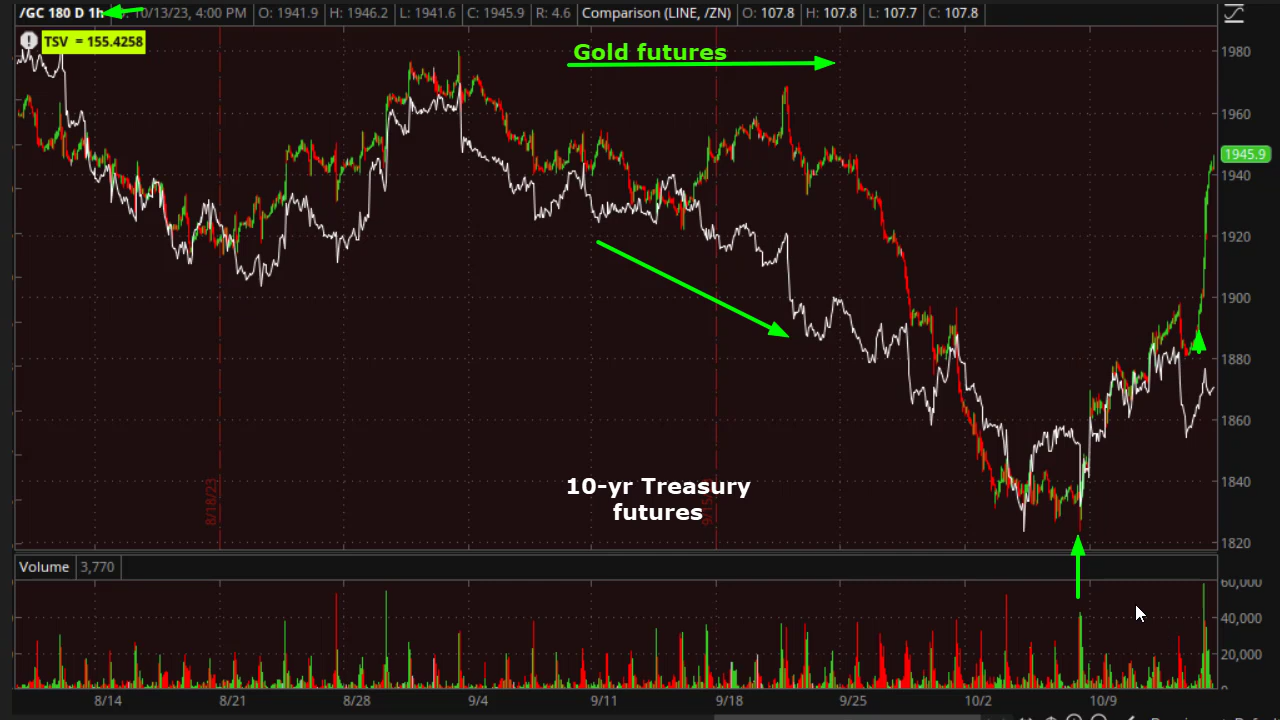 /GC 180 D 1h 10/13/23, 4:00 PM O: 1941.9 H: 1946.2 L: 1941.6 C: 1945.9 R: 4.6 Comparison (LINE, /ZN) O: 107.8 H: 107.8 L: 107.7 C: 107.8
TSV = 155.4258
Gold futures
1980
1960
1945.9
1940
1920
1900
1880
1860
1840
1820
10-yr Treasury
futures
8/18/23
Volume 3,770
60,000
40,000
20,000
0
8/14 8/21 8/28 9/4 9/11 9/18 9/25 10/2 10/9